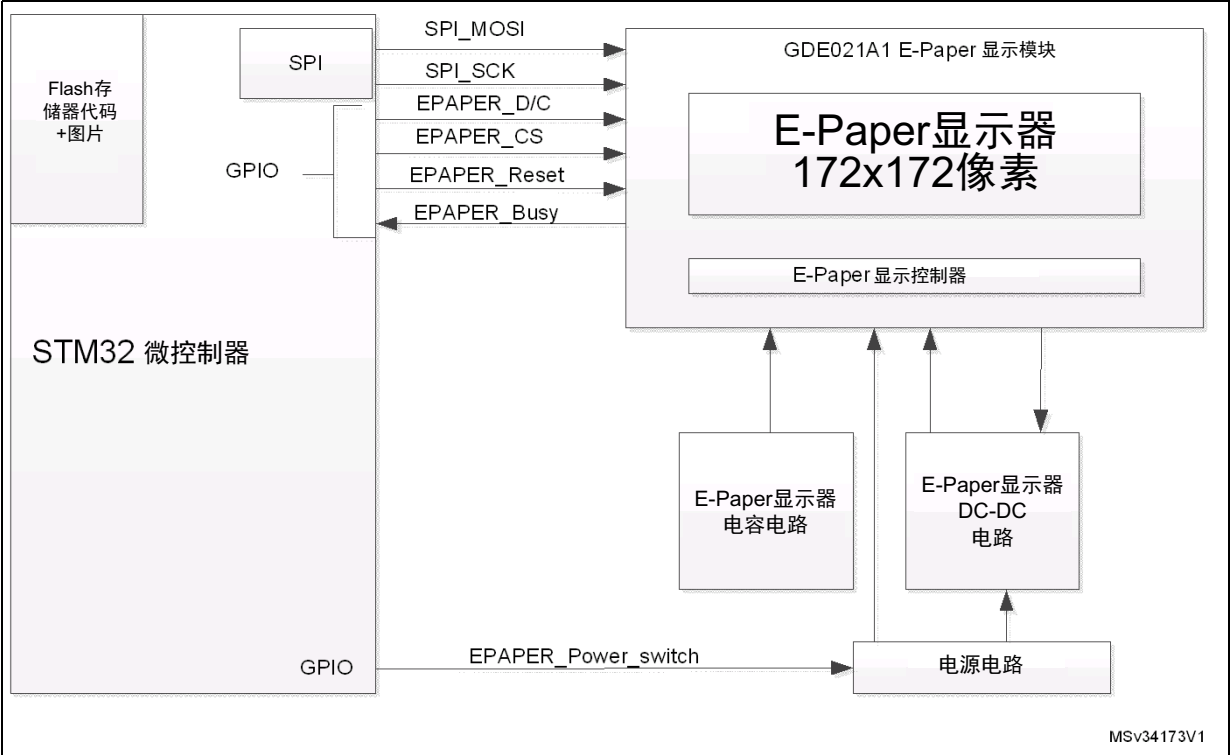 Flash存
储器代码
+图片
SPI
GPIO
STM32 微控制器
GPIO
SPI_MOSI
SPI_SCK
EPAPER_D/C
EPAPER_CS
EPAPER_Reset
EPAPER_Busy
GDE021A1 E-Paper 显示模块
E-Paper显示器
172x172像素
E-Paper 显示控制器
E-Paper显示器
电容电路
E-Paper显示器
DC-DC
电路
EPAPER_Power_switch
电源电路
MSv34173V1